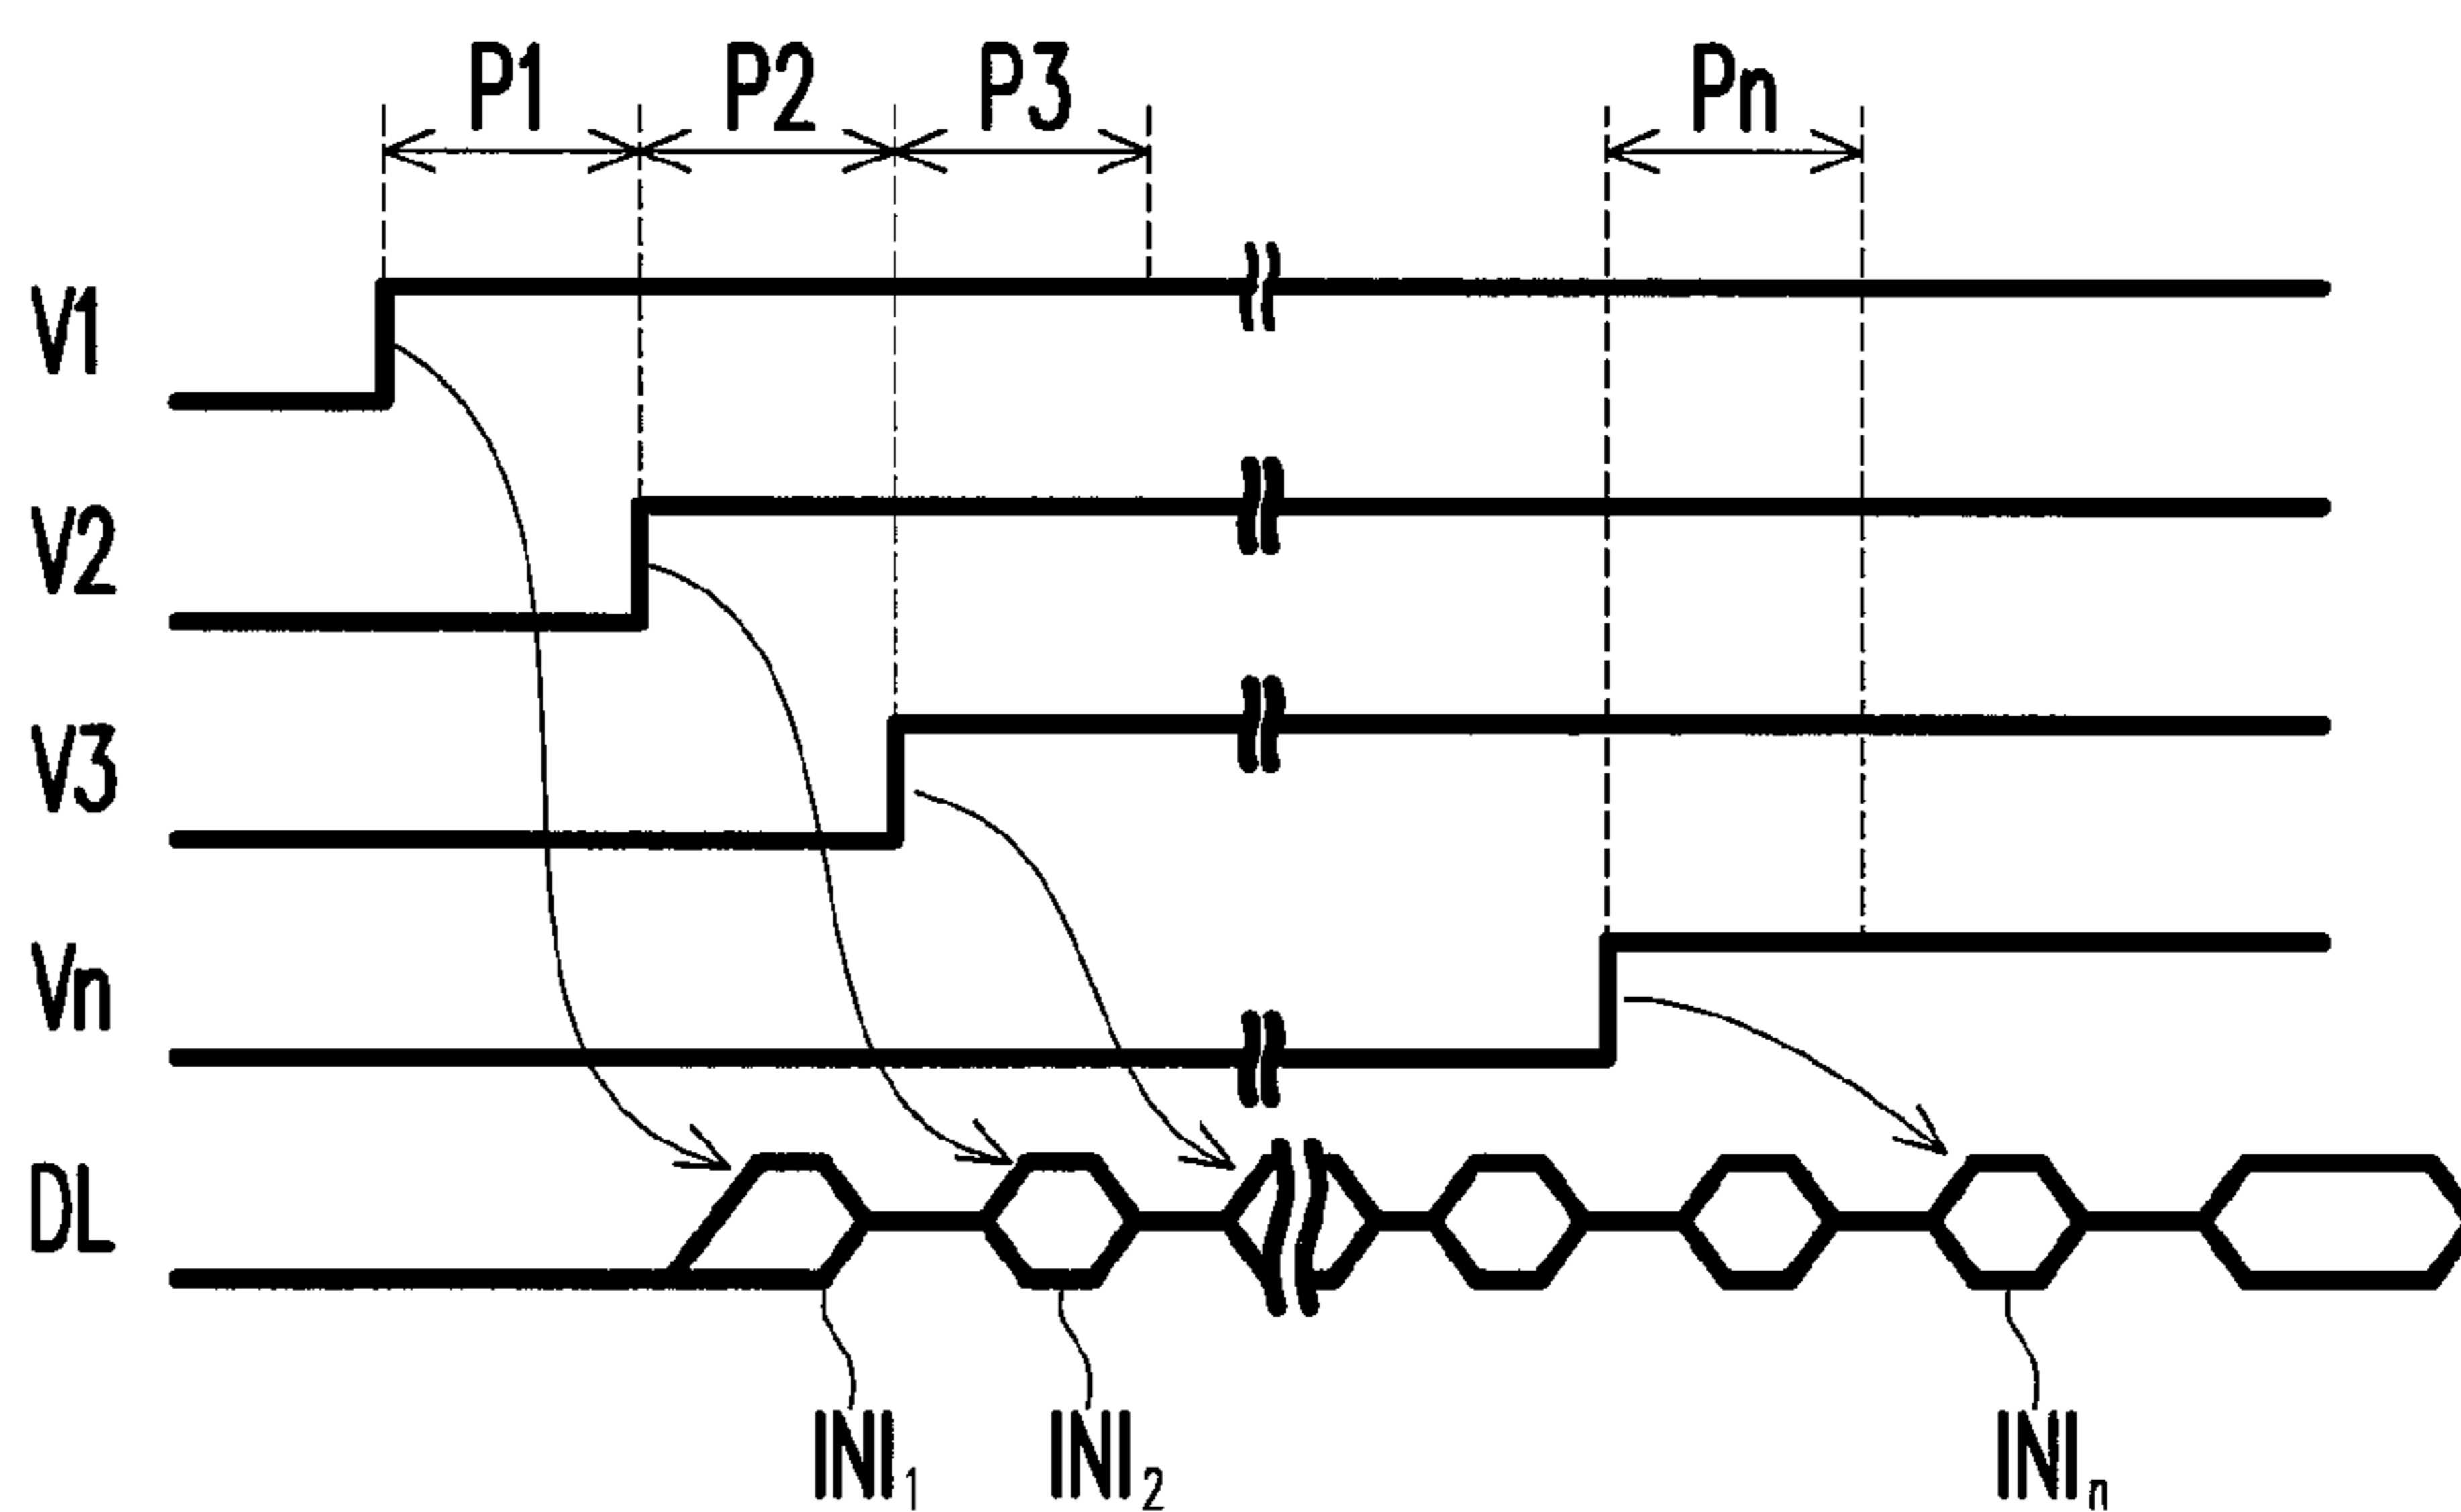 P1 P2 P3 Pn
V1
V2
V3
Vn
DL
INI1 INI2 INIn